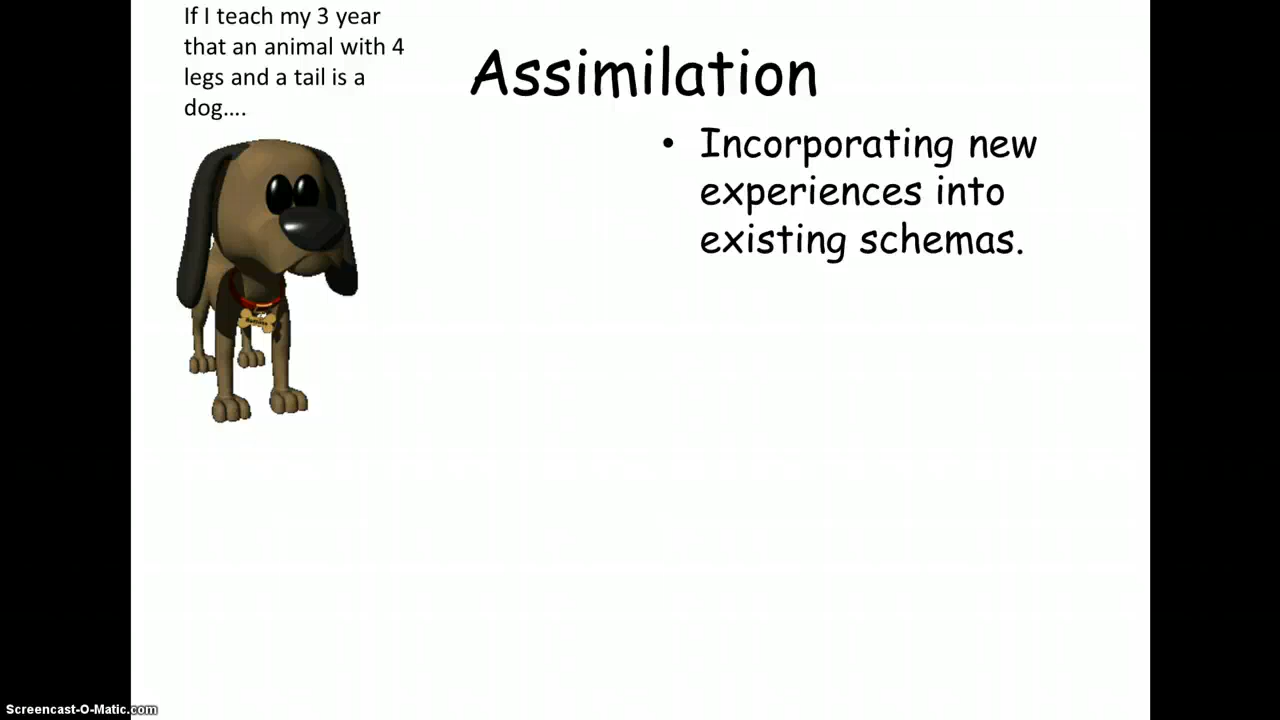 If I teach my 3 year
that an animal with 4
legs and a tail is a
dog....
Assimilation
• Incorporating new
experiences into
existing schemas.
Screencast-O-Matic.com